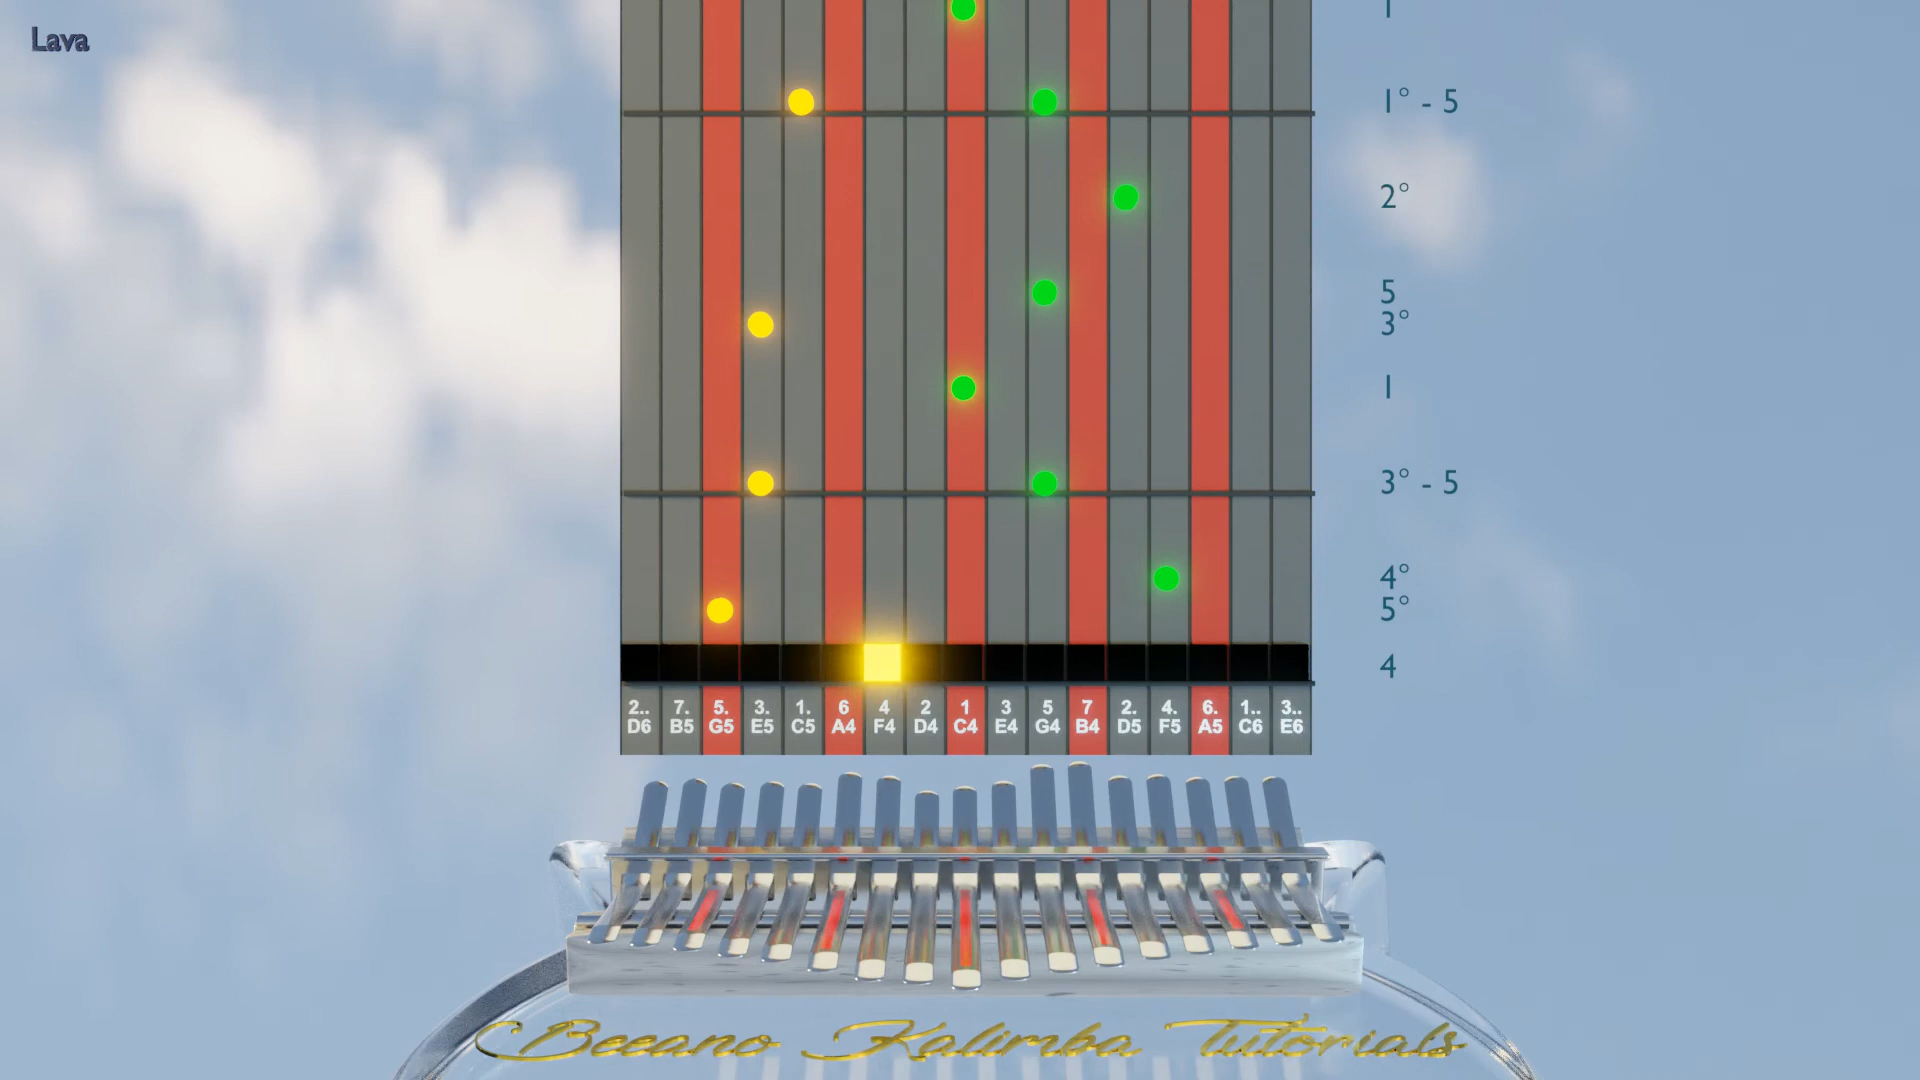 Lava
1
1° - 5
2°
5
3°
1
3° - 5
4°
5°
4
2.. 7. 5. 3. 1. 6 4 2 1 3 5 7 2. 4. 6. 1.. 3..
D6 B5 G5 E5 C5 A4 F4 D4 C4 E4 G4 B4 D5 F5 A5 C6 E6
Beeano Kalimba Tutorials